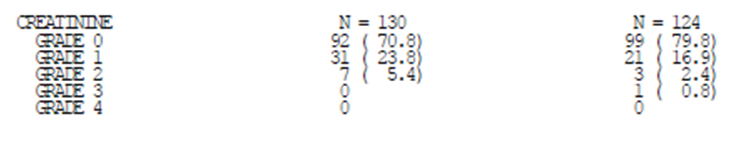 CREATININE N = 130 N = 124
GRADE 0 92 ( 70.8) 99 ( 79.8)
GRADE 1 31 ( 23.8) 21 ( 16.9)
GRADE 2 7 ( 5.4) 3 ( 2.4)
GRADE 3 0 1 ( 0.8)
GRADE 4 0 0